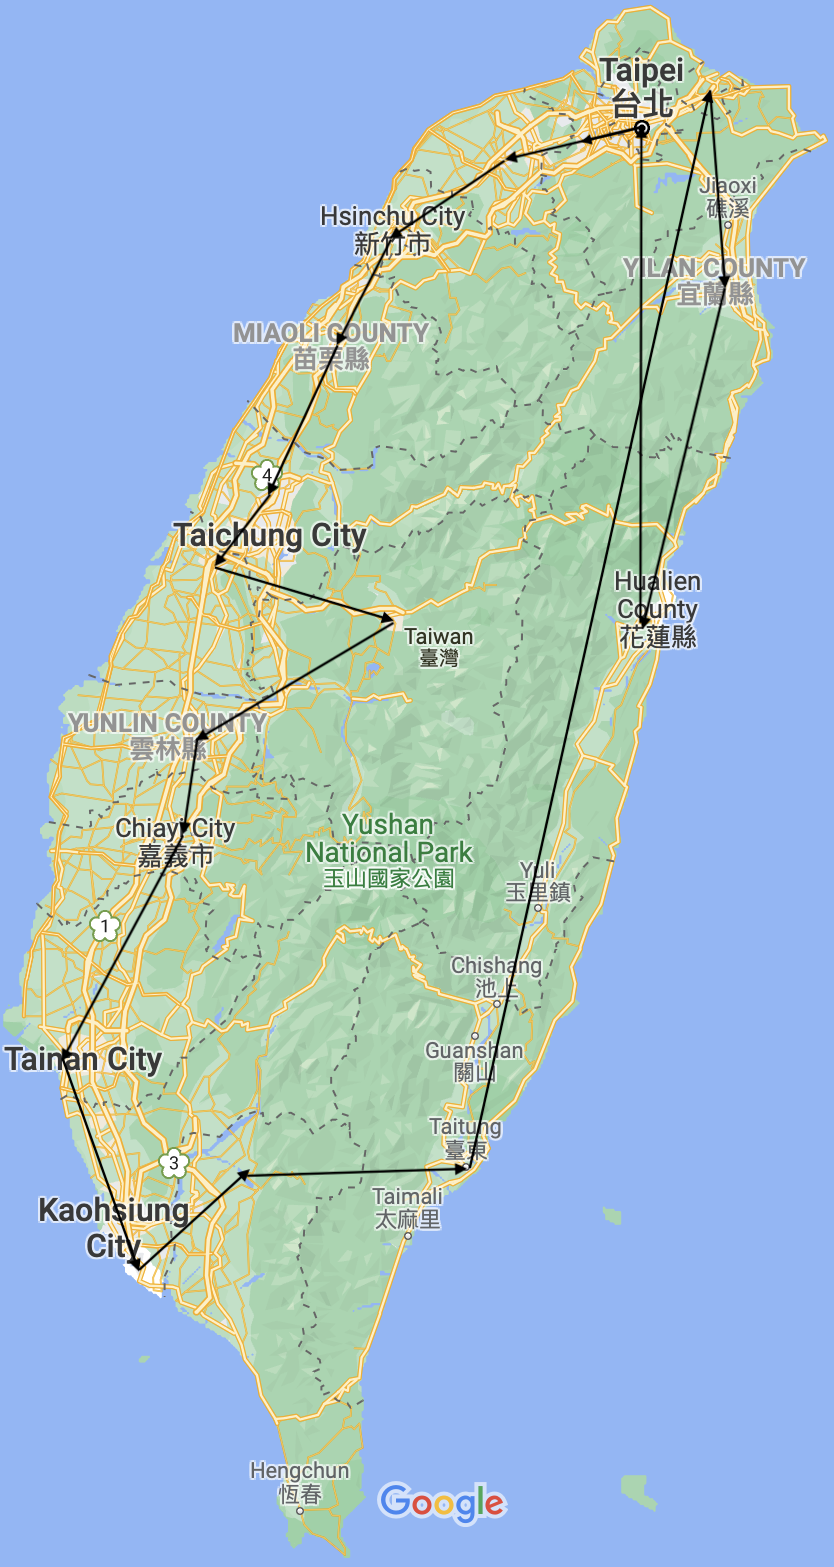 Taipei
台北
Jiaoxi
礁溪
Hsinchu City
新竹市
YILAN COUNTY
宜蘭縣
MIAOLI COUNTY
苗栗縣
4
Taichung City
Hualien
County
花蓮縣
Taiwan
臺灣
YUNLIN COUNTY
雲林縣
Chiayi City
嘉義市
Yushan
National Park
玉山國家公園
Yuli
玉里鎮
1
Chishang
池上
Guanshan
關山
Tainan City
Taitung
臺東
3
Kaohsiung
City
Taimali
太麻里
Hengchun
恆春
Google